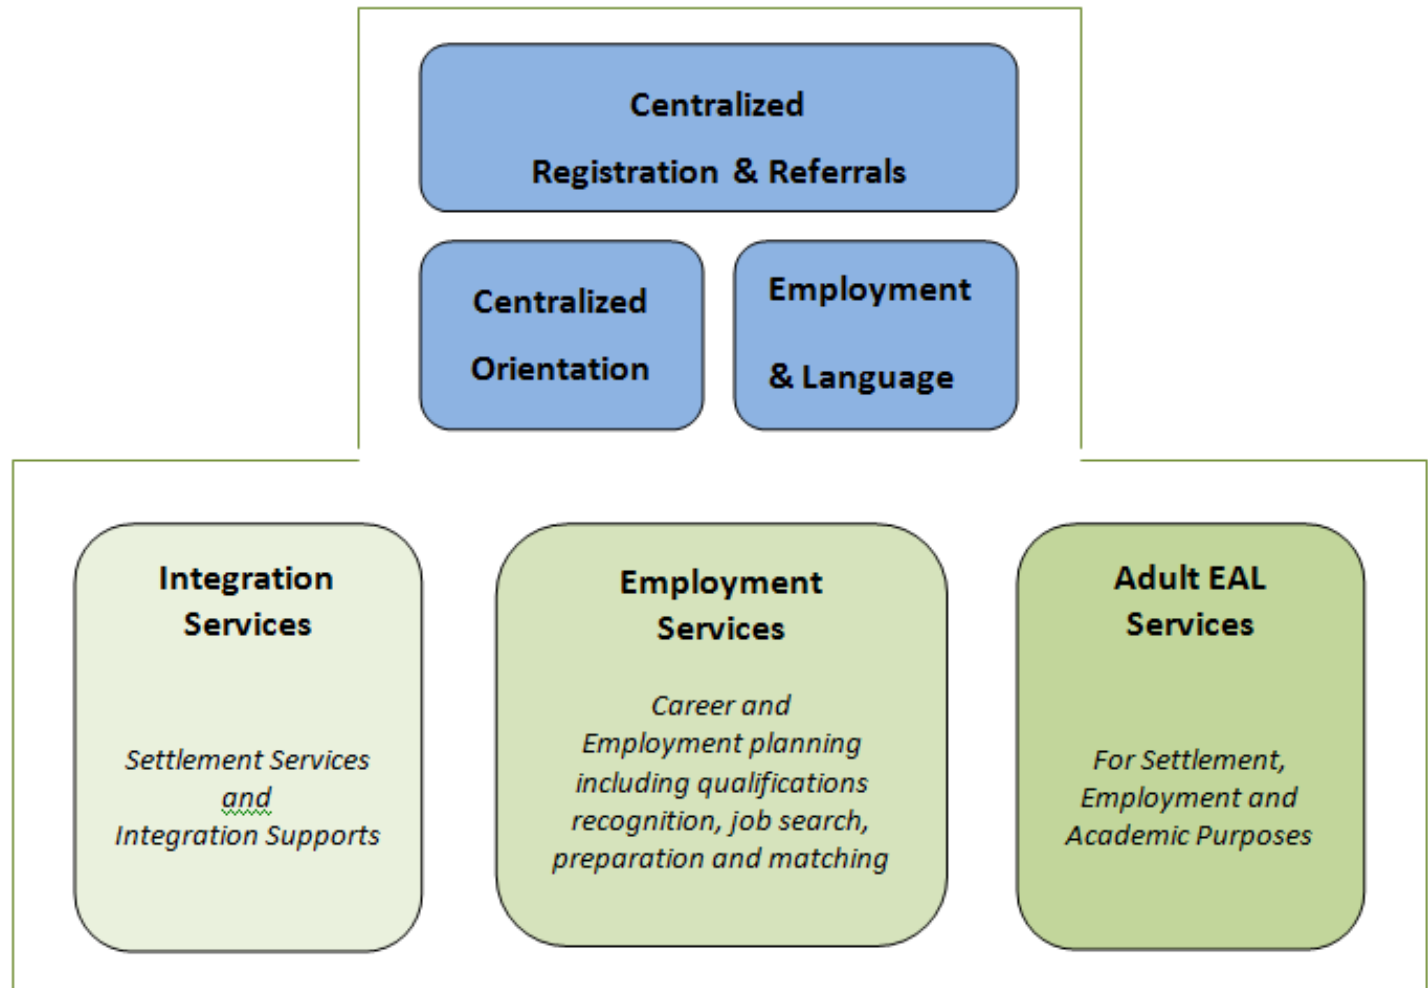 Centralized
Registration & Referrals
Centralized
Orientation
Employment
& Language
Integration
Services
Settlement Services
and
Integration Supports
Employment
Services
Career and
Employment planning
including qualifications
recognition, job search,
preparation and matching
Adult EAL
Services
For Settlement,
Employment and
Academic Purposes